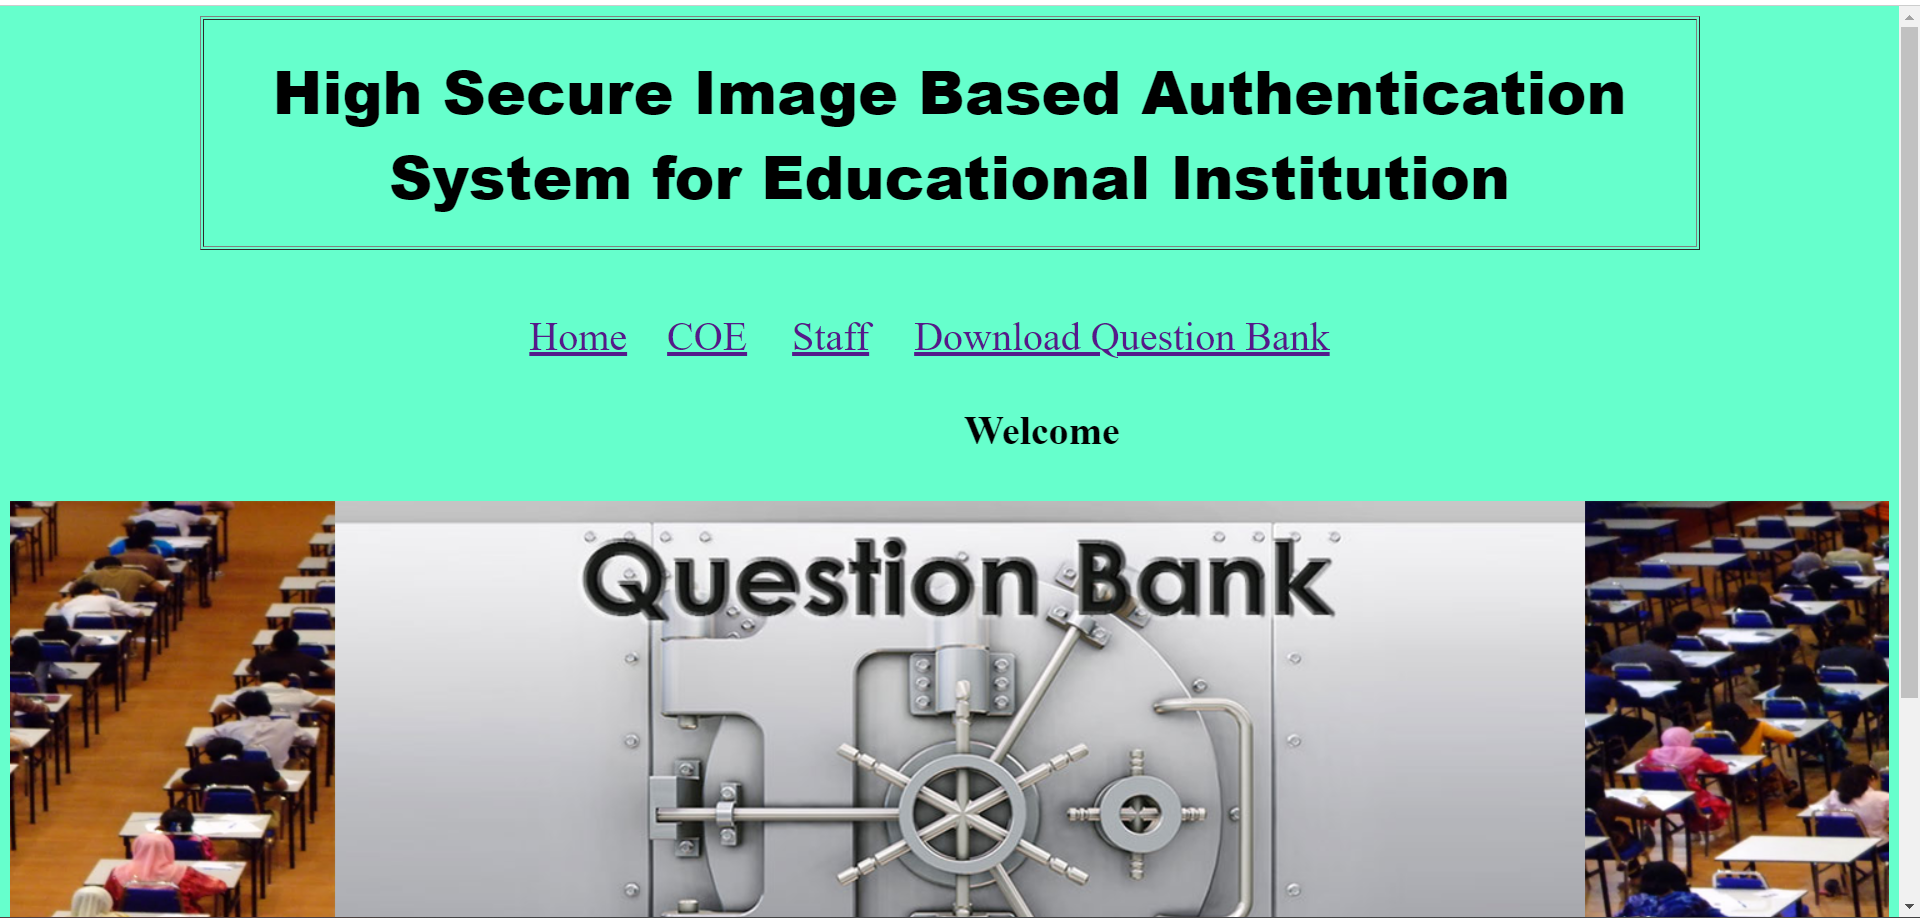 High Secure Image Based Authentication
System for Educational Institution
Home COE Staff Download Question Bank
Welcome
Question Bank